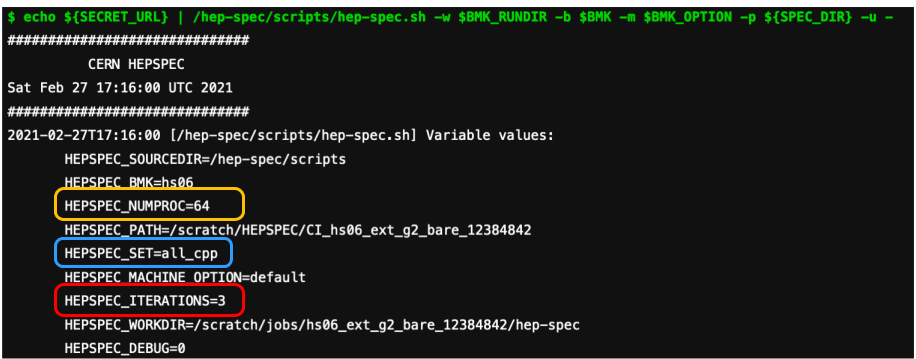 $ echo ${SECRET_URL} | /hep-spec/scripts/hep-spec.sh -w $BMK_RUNDIR -b $BMK -m $BMK_OPTION -p ${SPEC_DIR} -u -
##############################
CERN HEPSPEC
Sat Feb 27 17:16:00 UTC 2021
##############################
2021-02-27T17:16:00 [/hep-spec/scripts/hep-spec.sh] Variable values:
HEPSPEC_SOURCEDIR=/hep-spec/scripts
HEPSPEC_BMK=hs06
HEPSPEC_NUMPROC=64
HEPSPEC_PATH=/scratch/HEPSPEC/CI_hs06_ext_g2_bare_12384842
HEPSPEC_SET=all_cpp
HEPSPEC_MACHINE_OPTION=default
HEPSPEC_ITERATIONS=3
HEPSPEC_WORKDIR=/scratch/jobs/hs06_ext_g2_bare_12384842/hep-spec
HEPSPEC_DEBUG=0